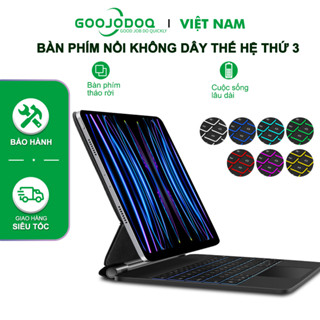 GOOJODOQ
GOOD JOB DO QUICKLY
VIỆT NAM
BÀN PHÍM NỔI KHÔNG DÂY THẾ HỆ THỨ 3
Bàn phím
tháo rời
Cuộc sống
lâu dài
BẢO HÀNH
GIAO HÀNG
SIÊU TỐC